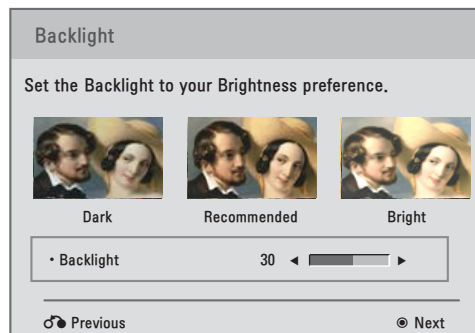 Backlight
Set the Backlight to your Brightness preference.
Dark Recommended Bright
• Backlight 30 ◄ ►
Previous ◉ Next